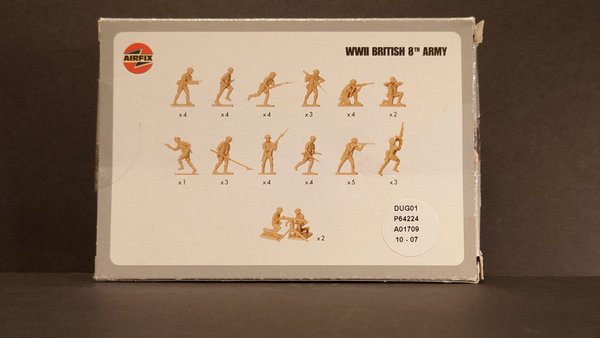 AIRFIX
WWII BRITISH 8TH ARMY
x4 x4 x4 x3 x4 x2
x1 x3 x4 x4 x5 x3
x2
DUG01
P64224
A01709
10 - 07